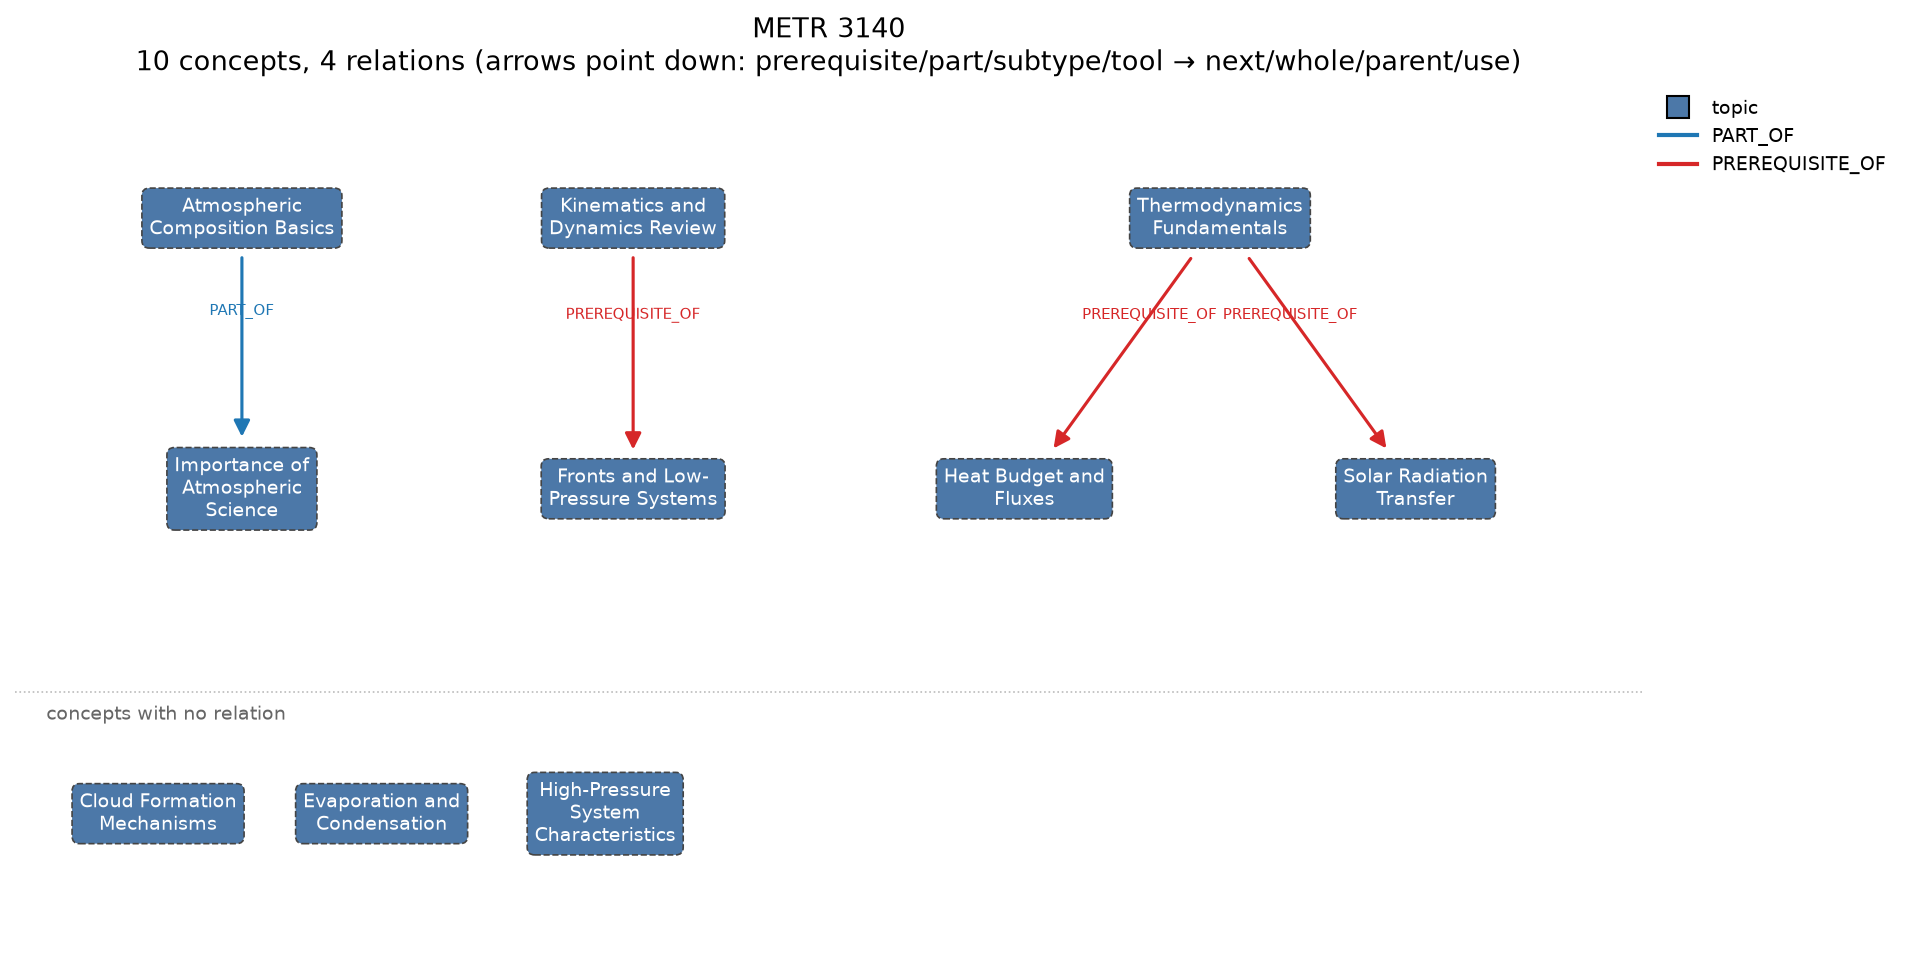 METR 3140
10 concepts, 4 relations (arrows point down: prerequisite/part/subtype/tool → next/whole/parent/use)
topic
PART_OF
PREREQUISITE_OF
Atmospheric
Composition Basics
Kinematics and
Dynamics Review
Thermodynamics
Fundamentals
PART_OF
PREREQUISITE_OF
PREREQUISITE_OF
PREREQUISITE_OF
Importance of
Atmospheric
Science
Fronts and Low-
Pressure Systems
Heat Budget and
Fluxes
Solar Radiation
Transfer
concepts with no relation
Cloud Formation
Mechanisms
Evaporation and
Condensation
High-Pressure
System
Characteristics